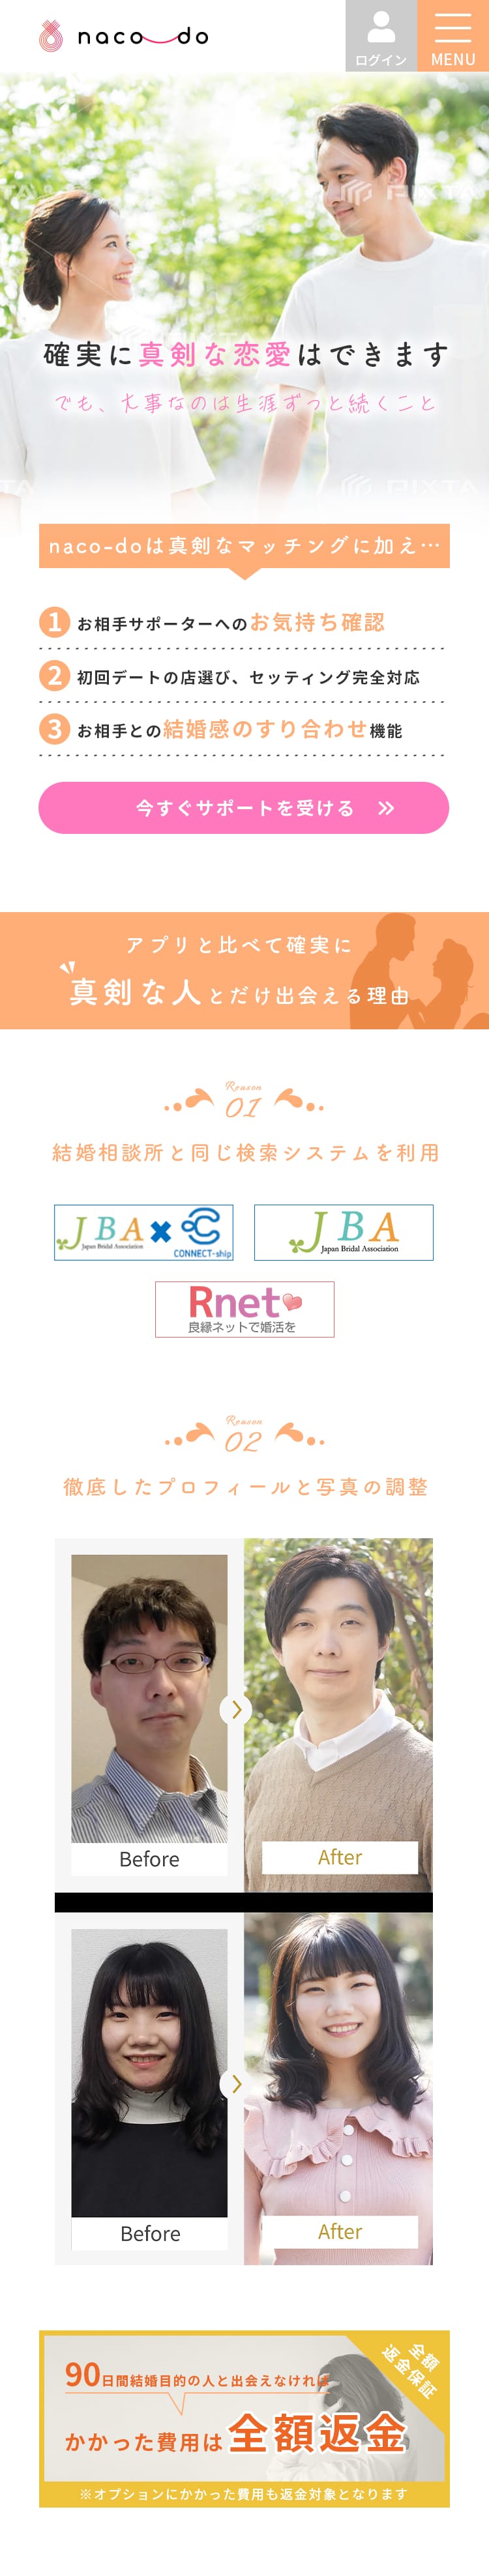 naco-do
ログイン
MENU
PIXTA
確実に真剣な恋愛はできます
でも、大事なのは生涯ずっと続くこと
PIXTA
naco-doは真剣なマッチングに加え…
1 お相手サポーターへのお気持ち確認
2 初回デートの店選び、セッティング完全対応
3 お相手との結婚感のすり合わせ機能
今すぐサポートを受ける
アプリと比べて確実に
真剣な人とだけ出会える理由
Reason
01
結婚相談所と同じ検索システムを利用
JBA
Japan Bridal Association
CONNECT-ship
JBA
Japan Bridal Association
Rnet
良縁ネットで婚活を
Reason
02
徹底したプロフィールと写真の調整
Before
After
Before
After
全額
返金保証
90日間結婚目的の人と出会えなければ
かかった費用は全額返金
※オプションにかかった費用も返金対象となります